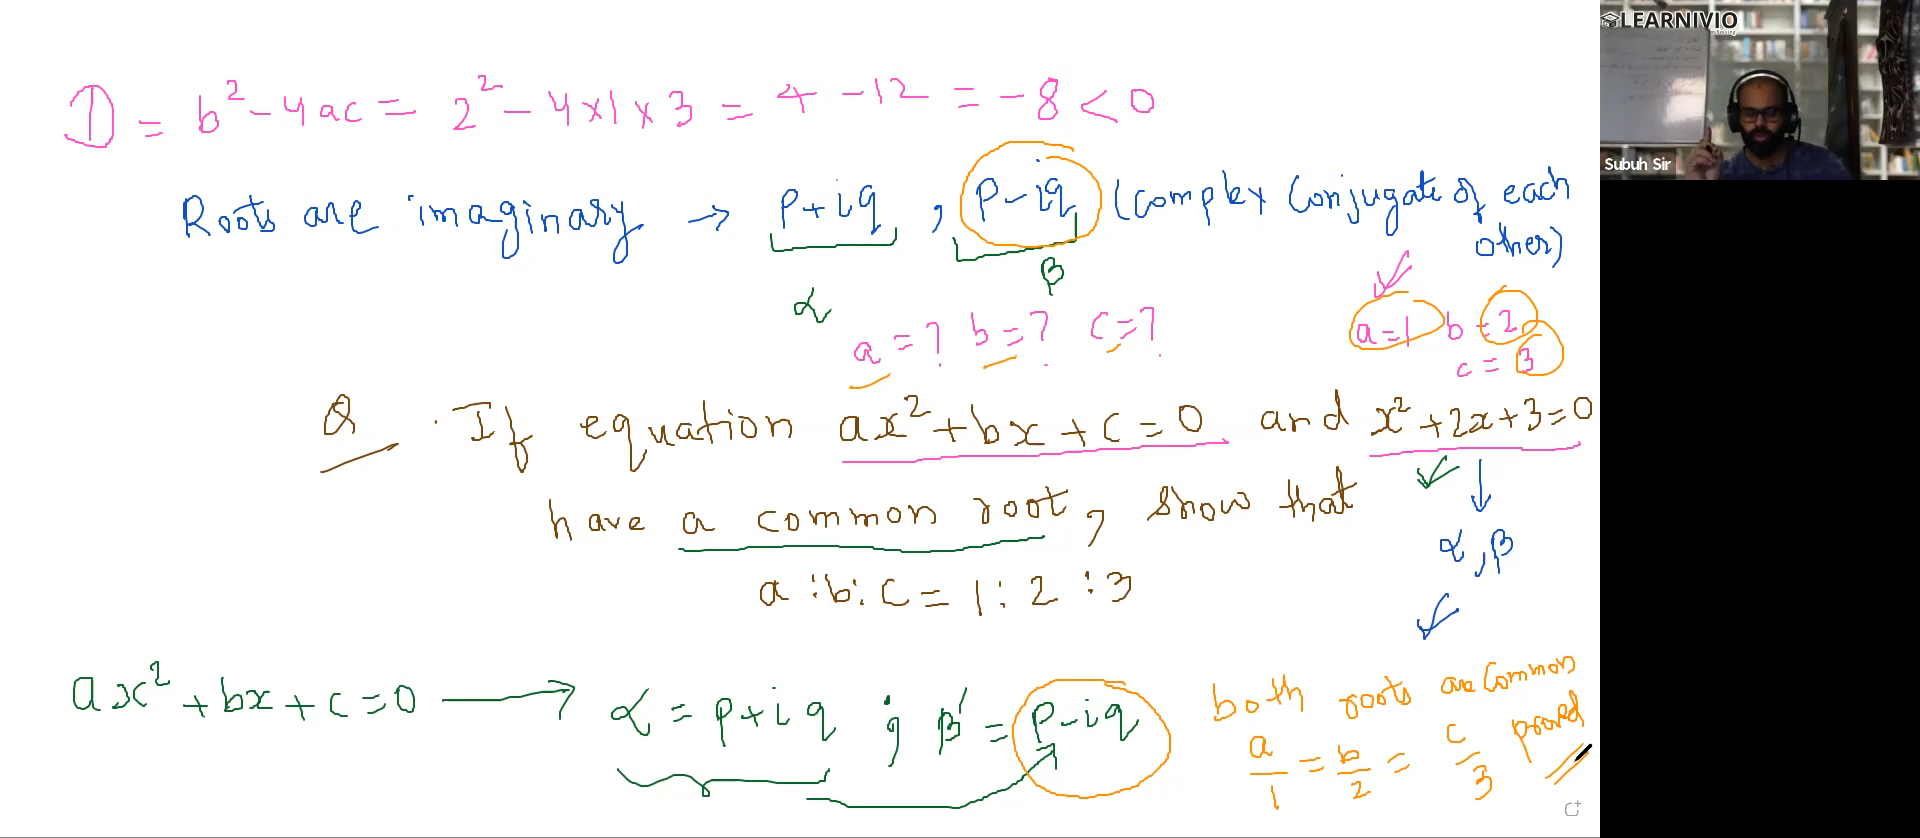 LEARNIVIO
Subuh Sir
D = b² - 4ac = 2² - 4×1×3 = 4 - 12 = -8 < 0
Roots are imaginary → p+iq , p-iq (Complex Conjugate of each
other)
α
β
a = ? b = ? c = ?
a=1 b=2
c = 3
Q. If equation ax²+bx+c=0 and x²+2x+3=0
have a common root, show that
α, β
a:b:c = 1:2:3
ax²+bx+c=0 → α = p+iq ; β' = p-iq
both roots are Common
a/1 = b/2 = c/3 proved